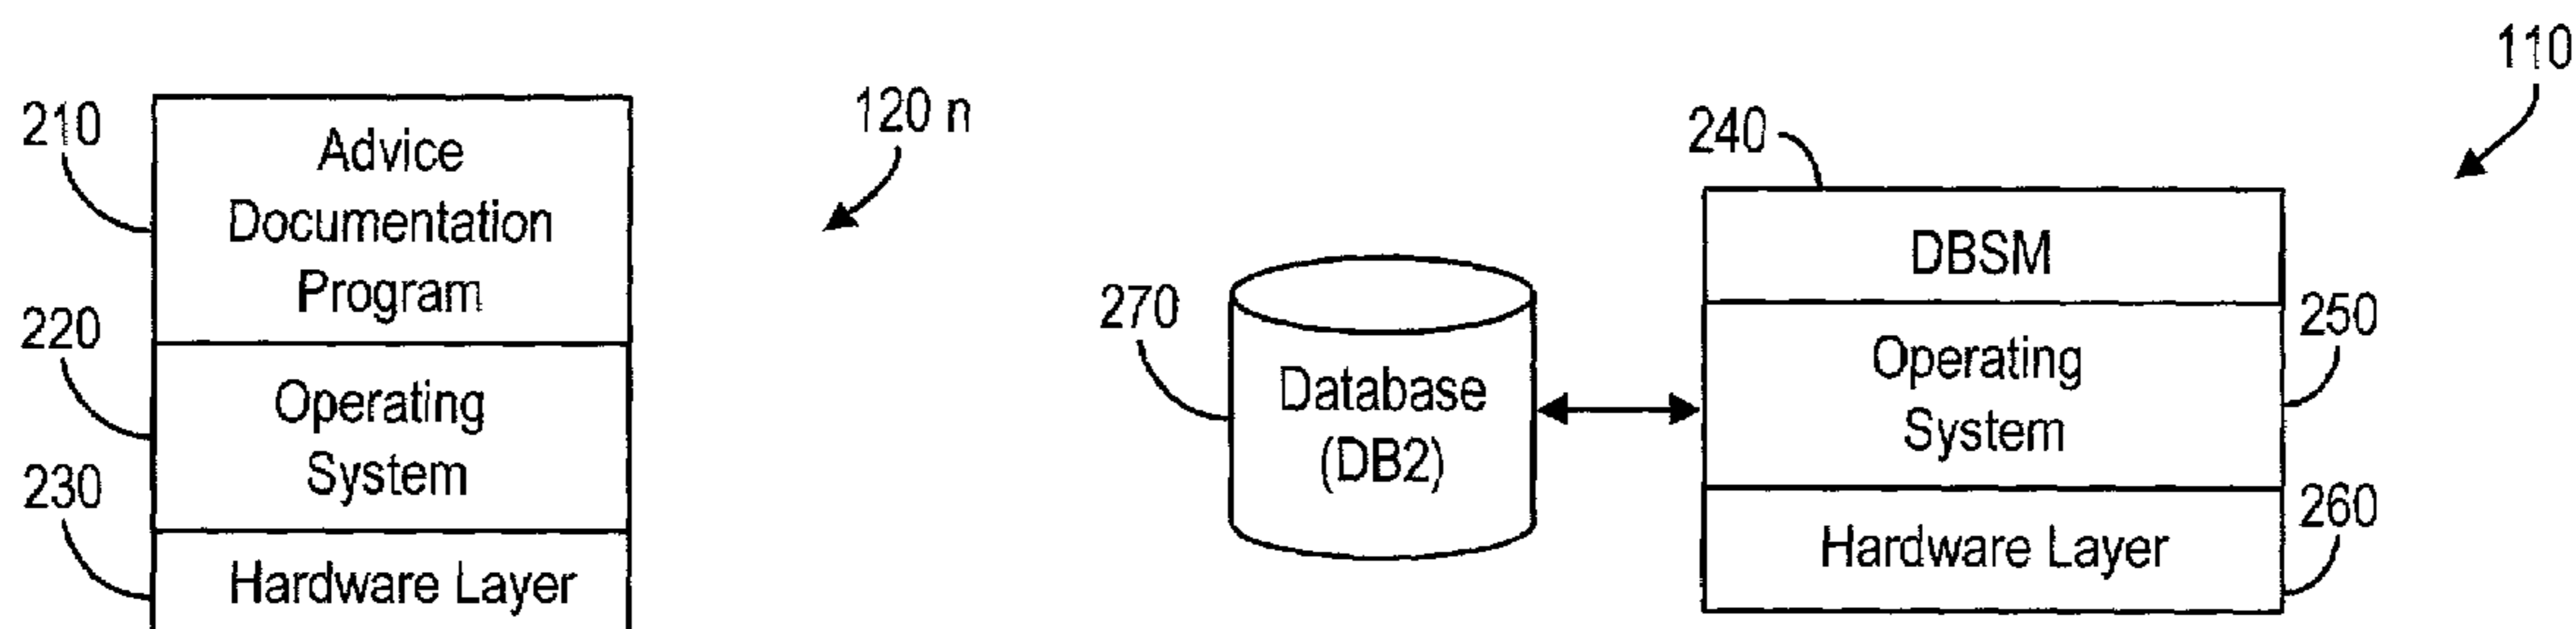 210
Advice
Documentation
Program
120 n
220
Operating
System
230
Hardware Layer
110
240
DBSM
270
Database
(DB2)
250
Operating
System
260
Hardware Layer